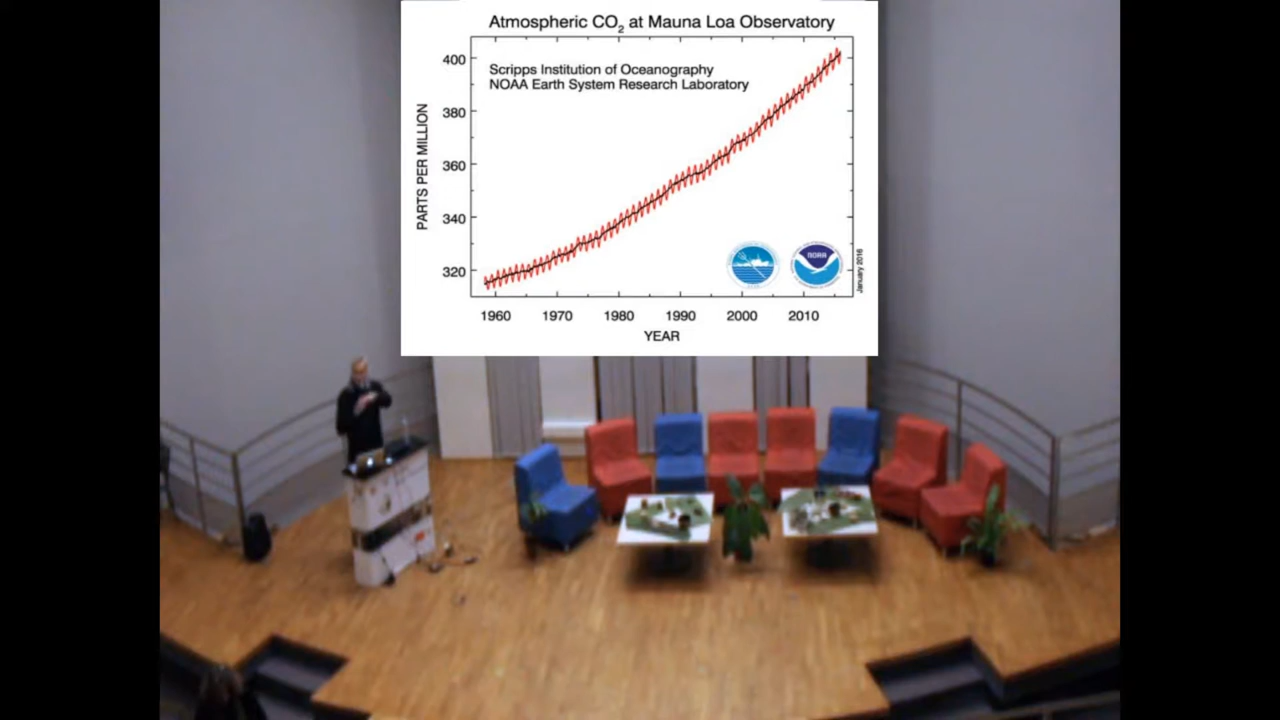 Atmospheric CO₂ at Mauna Loa Observatory
Scripps Institution of Oceanography
NOAA Earth System Research Laboratory
PARTS PER MILLION
400
380
360
340
320
NOAA
January 2016
1960 1970 1980 1990 2000 2010
YEAR